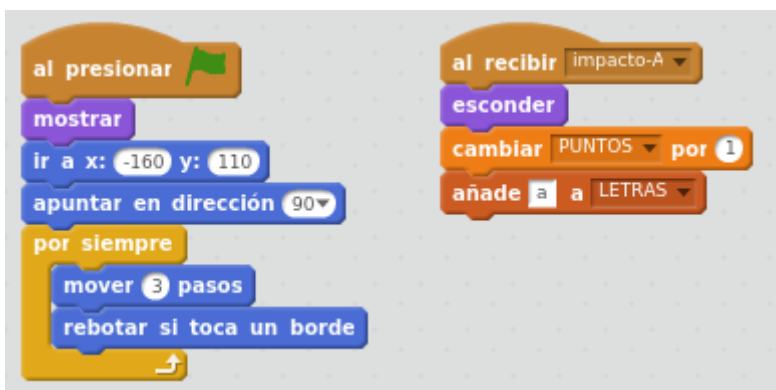 al presionar
mostrar
ir a x: -160 y: 110
apuntar en dirección 90
por siempre
mover 3 pasos
rebotar si toca un borde
al recibir impacto-A
esconder
cambiar PUNTOS por 1
añade a a LETRAS